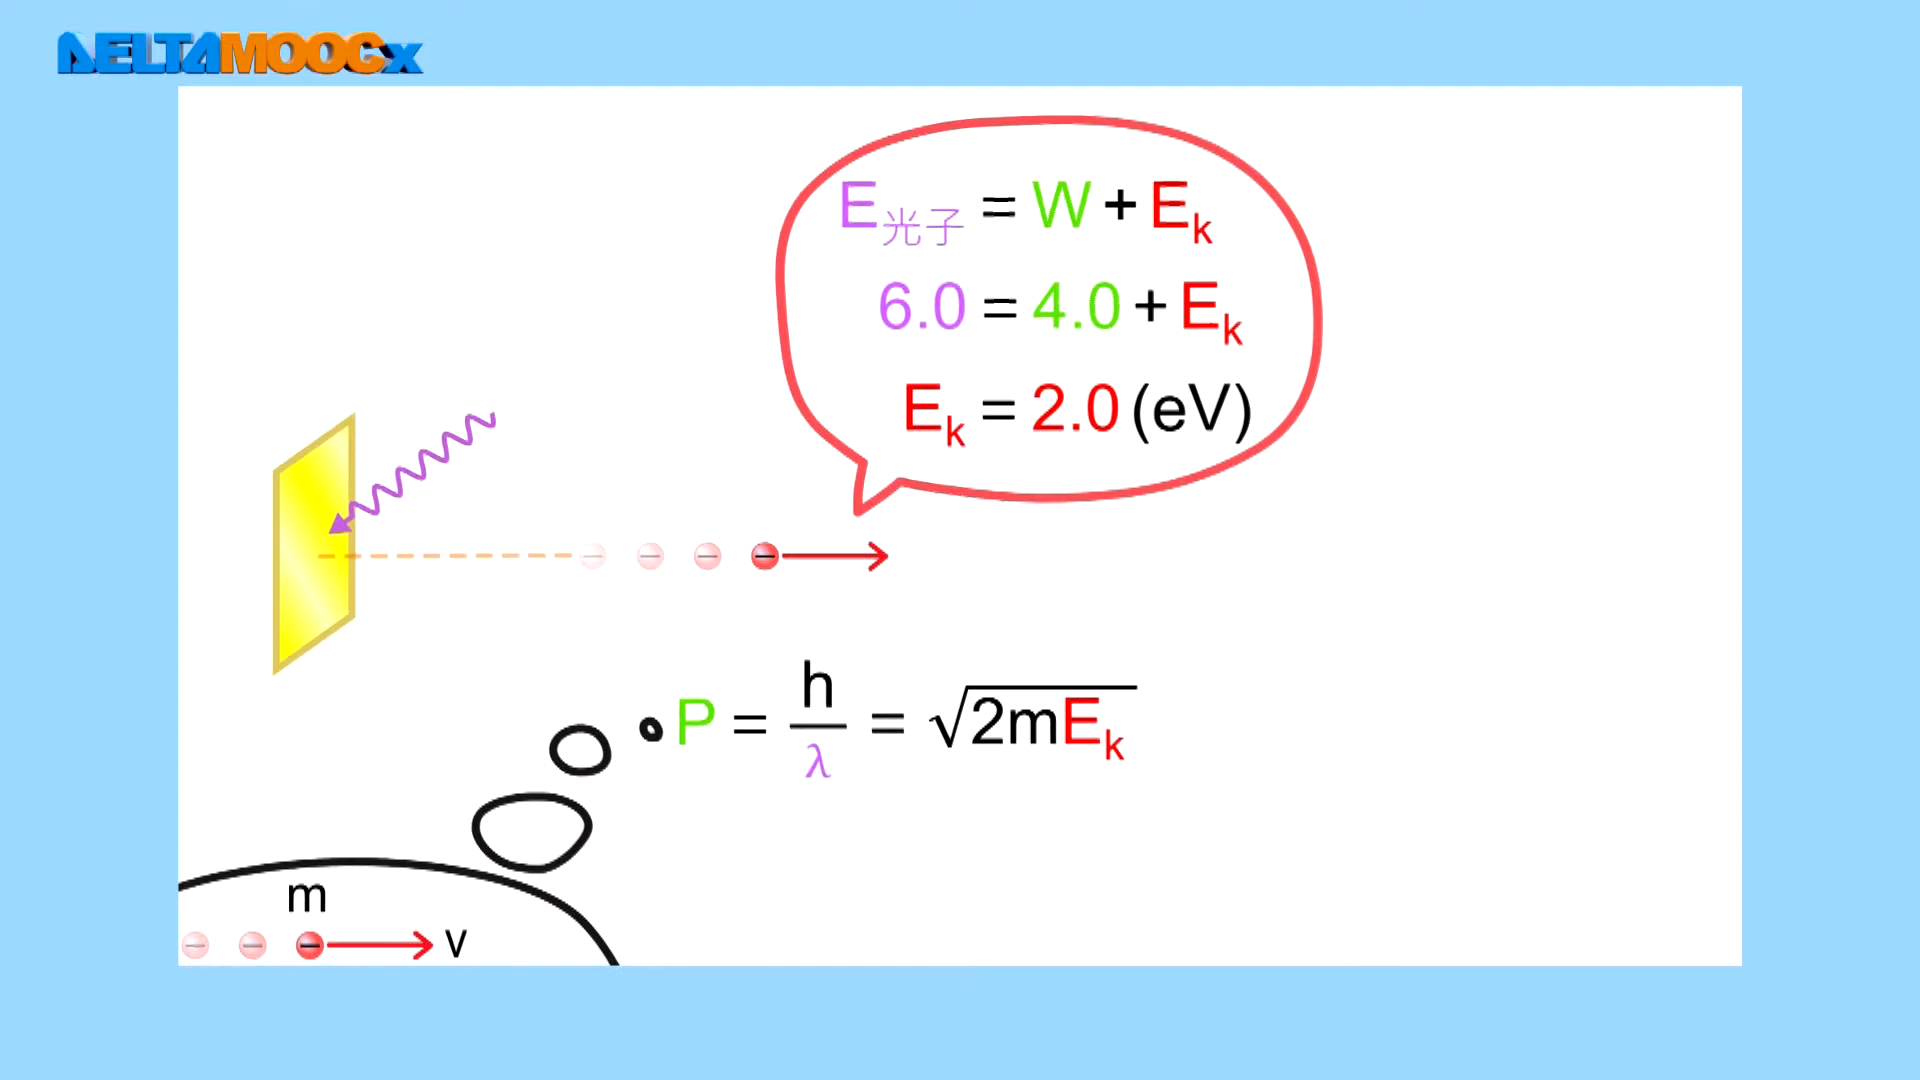 DELTAMOOCx
E光子 = W + Ek
6.0 = 4.0 + Ek
Ek = 2.0 (eV)
P = h/λ = √2mEk
m
v